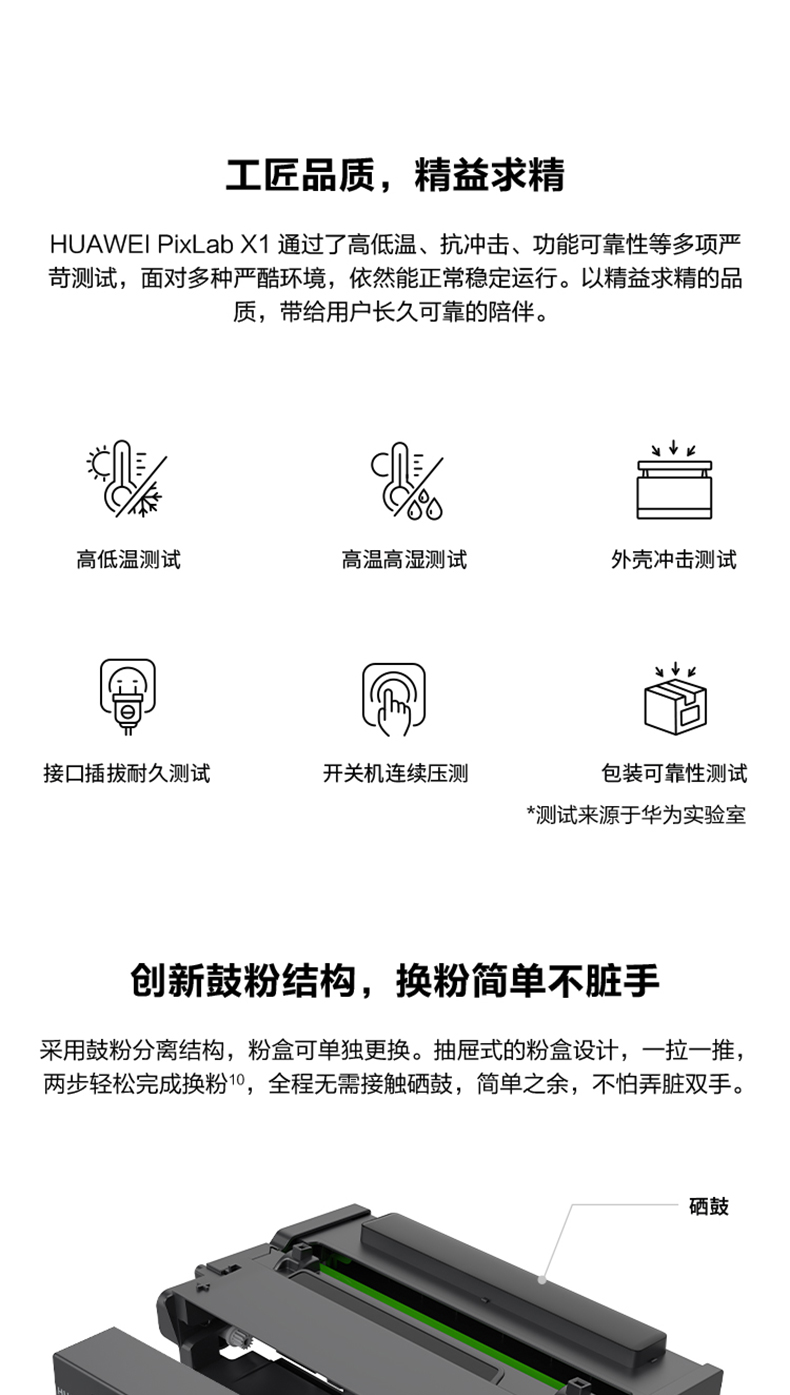 工匠品质，精益求精
HUAWEI PixLab X1 通过了高低温、抗冲击、功能可靠性等多项严
苛测试，面对多种严酷环境，依然能正常稳定运行。以精益求精的品
质，带给用户长久可靠的陪伴。
高低温测试
高温高湿测试
外壳冲击测试
接口插拔耐久测试
开关机连续压测
包装可靠性测试
*测试来源于华为实验室
创新鼓粉结构，换粉简单不脏手
采用鼓粉分离结构，粉盒可单独更换。抽屉式的粉盒设计，一拉一推，
两步轻松完成换粉10，全程无需接触硒鼓，简单之余，不怕弄脏双手。
硒鼓